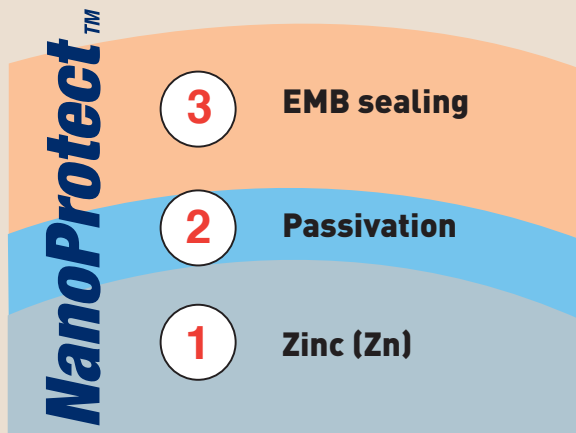 NanoProtect™
3 EMB sealing
2 Passivation
1 Zinc (Zn)